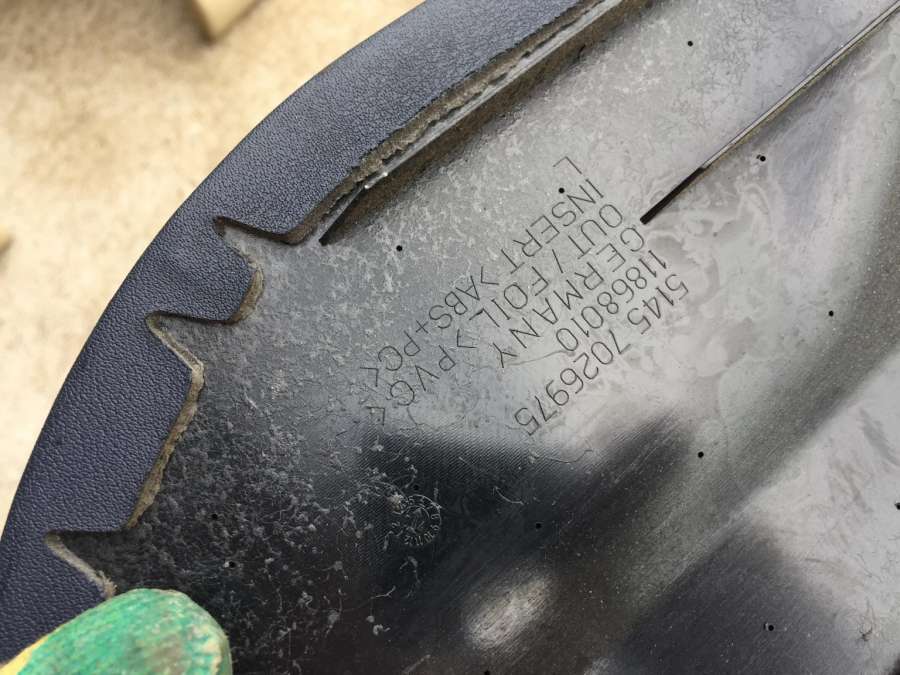 5145 7026975
11868010
GERMANY
OUT / FOIL >PVC<
INSERT >ABS+PC<
L